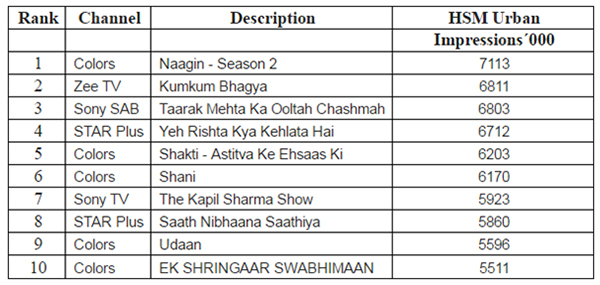 Rank Channel Description HSM Urban
Impressions´000
1 Colors Naagin - Season 2 7113
2 Zee TV Kumkum Bhagya 6811
3 Sony SAB Taarak Mehta Ka Ooltah Chashmah 6803
4 STAR Plus Yeh Rishta Kya Kehlata Hai 6712
5 Colors Shakti - Astitva Ke Ehsaas Ki 6203
6 Colors Shani 6170
7 Sony TV The Kapil Sharma Show 5923
8 STAR Plus Saath Nibhaana Saathiya 5860
9 Colors Udaan 5596
10 Colors EK SHRINGAAR SWABHIMAAN 5511